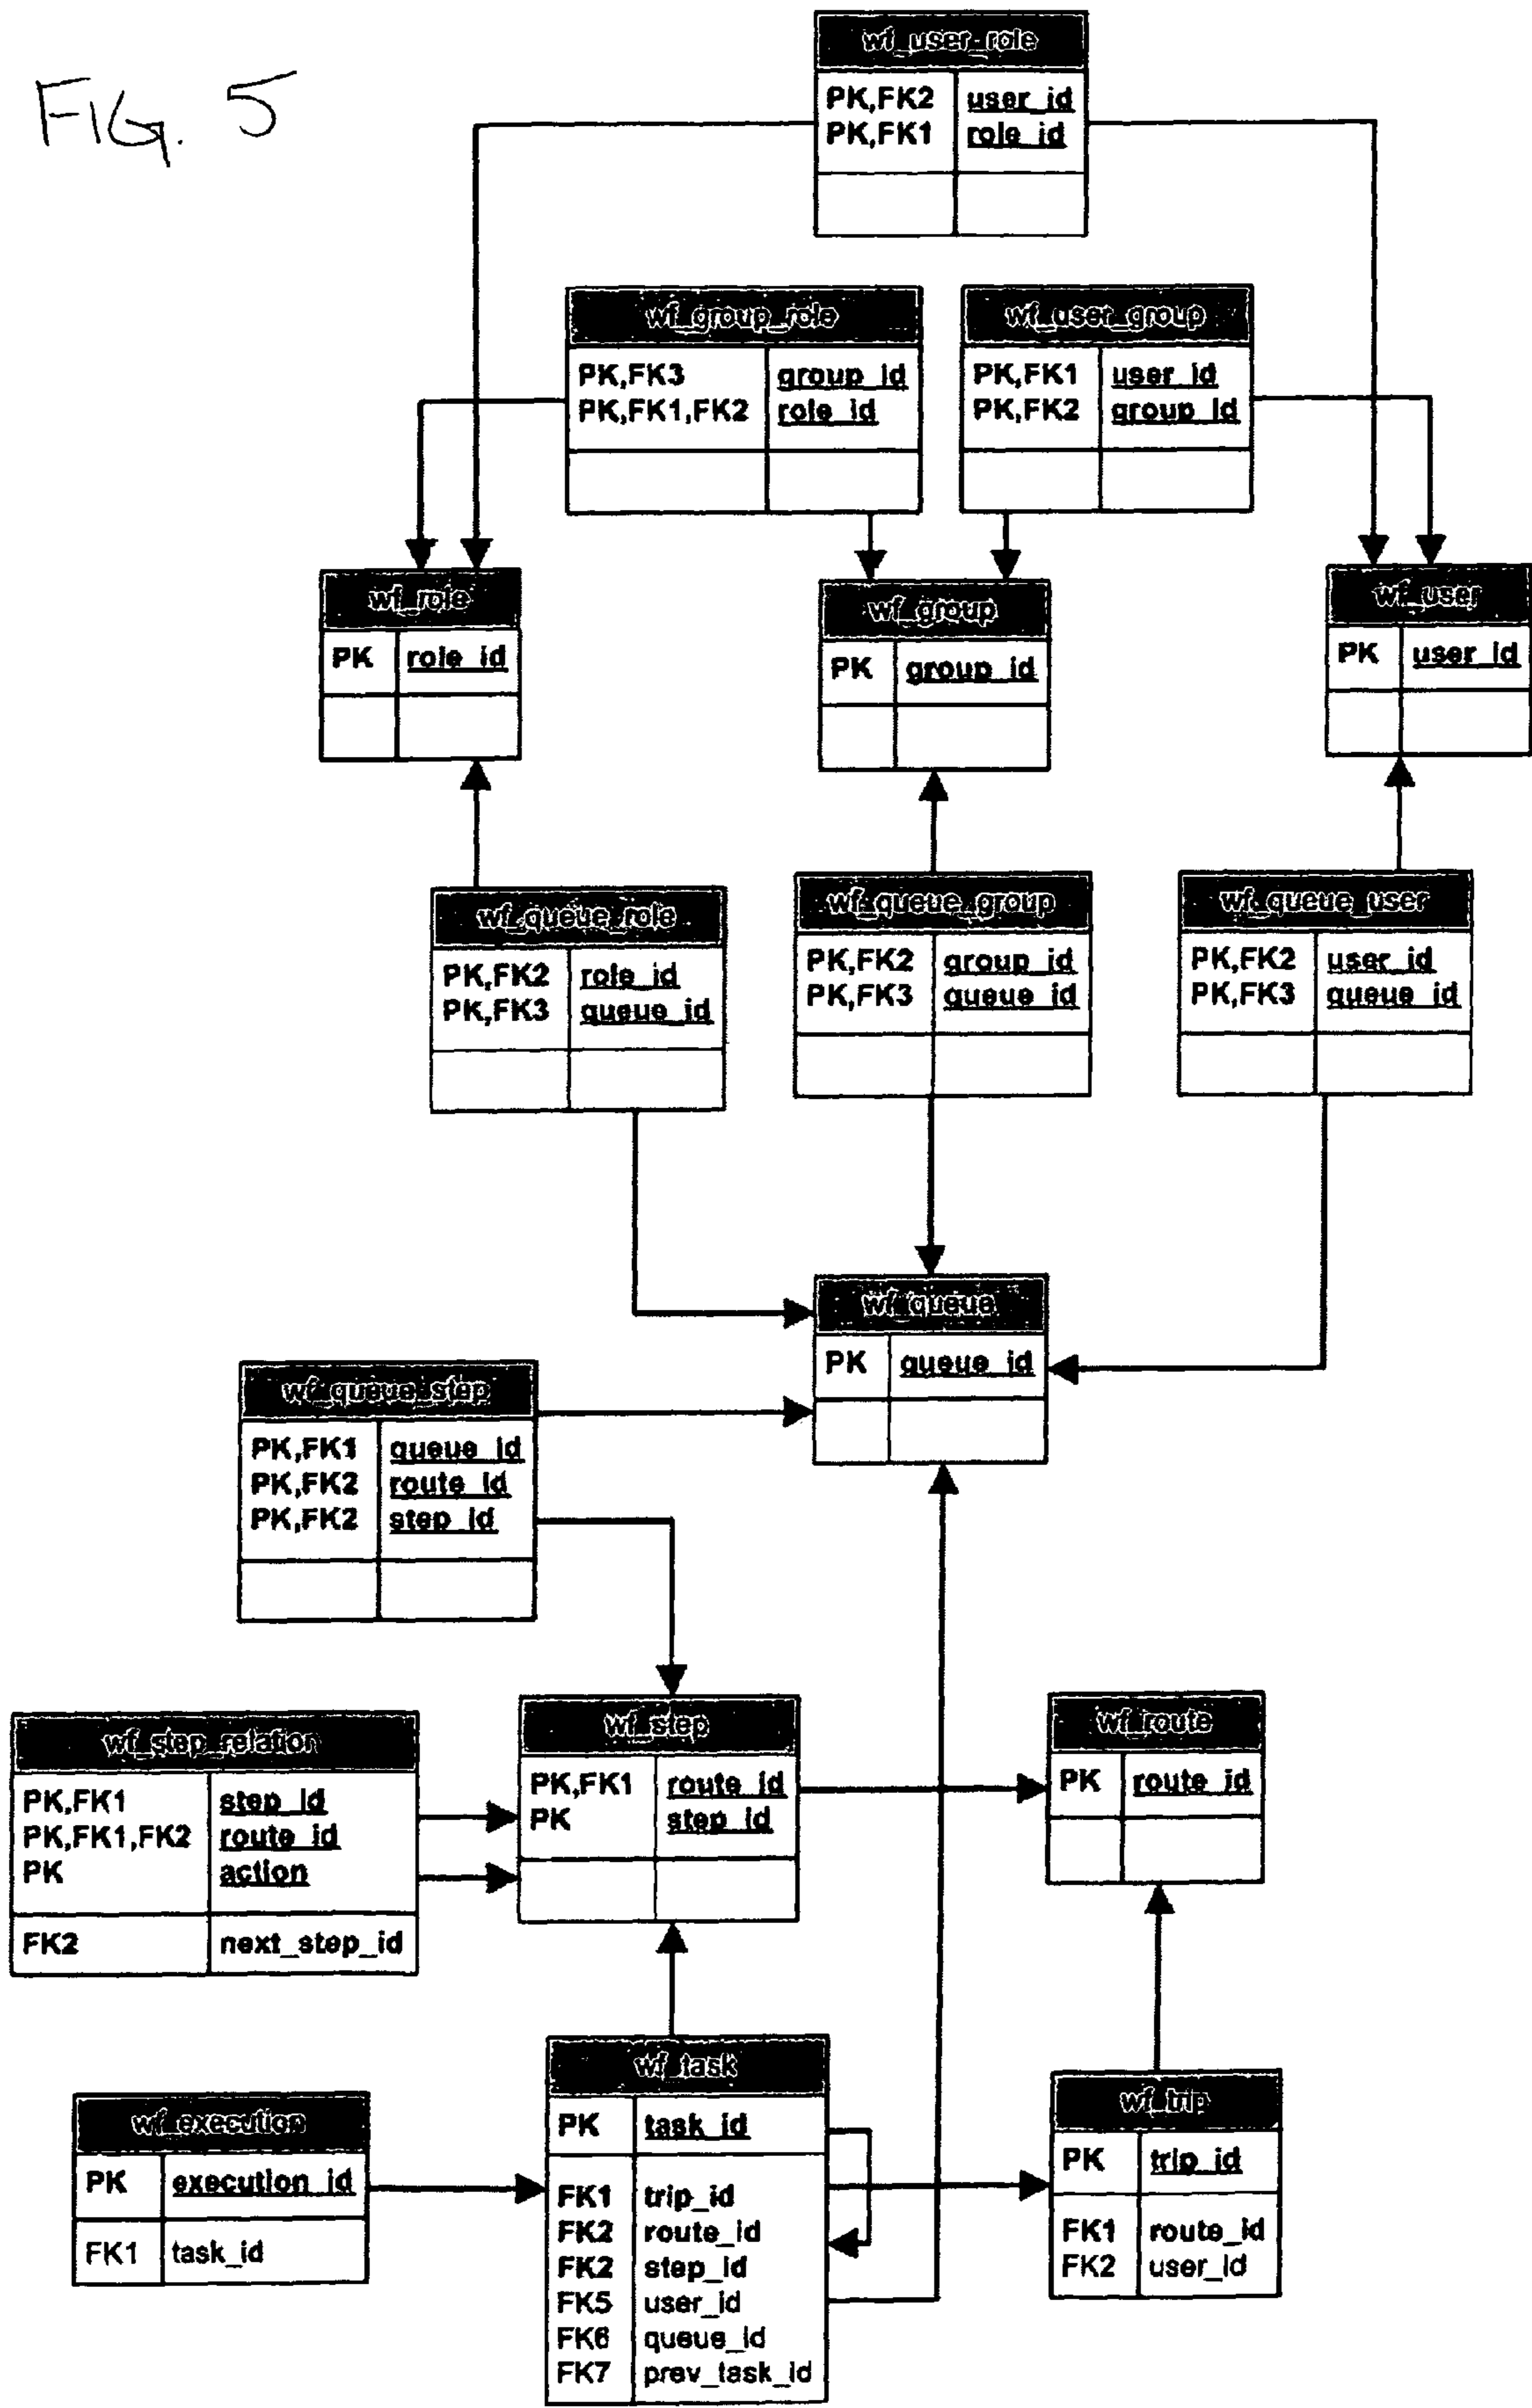 FIG. 5
wf_user_role
PK,FK2 user_id
PK,FK1 role_id
wf_group_role
PK,FK3 group_id
PK,FK1,FK2 role_id
wf_user_group
PK,FK1 user_id
PK,FK2 group_id
wf_role
PK role_id
wf_group
PK group_id
wf_user
PK user_id
wf_queue_role
PK,FK2 role_id
PK,FK3 queue_id
wf_queue_group
PK,FK2 group_id
PK,FK3 queue_id
wf_queue_user
PK,FK2 user_id
PK,FK3 queue_id
wf_queue
PK queue_id
wf_queue_step
PK,FK1 queue_id
PK,FK2 route_id
PK,FK2 step_id
wf_step_relation
PK,FK1 step_id
PK,FK1,FK2 route_id
PK action
FK2 next_step_id
wf_step
PK,FK1 route_id
PK step_id
wf_route
PK route_id
wf_execution
PK execution_id
FK1 task_id
wf_task
PK task_id
FK1 trip_id
FK2 route_id
FK2 step_id
FK5 user_id
FK6 queue_id
FK7 prev_task_id
wf_trip
PK trip_id
FK1 route_id
FK2 user_id